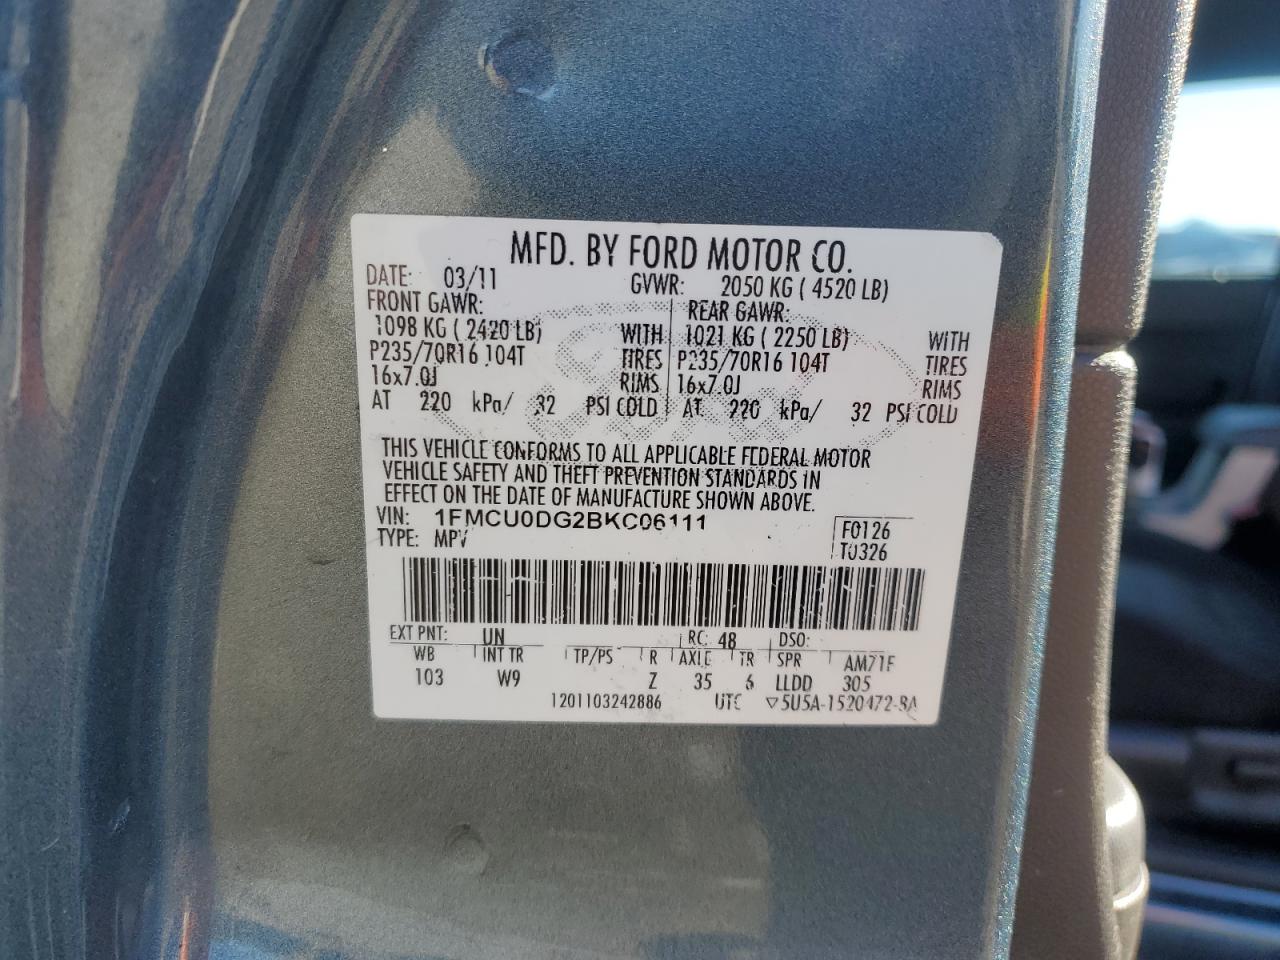 MFD. BY FORD MOTOR CO.
DATE: 03/11 GVWR: 2050 KG ( 4520 LB)
FRONT GAWR: REAR GAWR:
1098 KG ( 2420 LB) WITH 1021 KG ( 2250 LB) WITH
P235/70R16 104T TIRES P235/70R16 104T TIRES
16x7.0J RIMS 16x7.0J RIMS
AT 220 kPa/ 32 PSI COLD AT 220 kPa/ 32 PSI COLD
THIS VEHICLE CONFORMS TO ALL APPLICABLE FEDERAL MOTOR
VEHICLE SAFETY AND THEFT PREVENTION STANDARDS IN
EFFECT ON THE DATE OF MANUFACTURE SHOWN ABOVE.
VIN: 1FMCU0DG2BKC06111 F0126
TYPE: MPV T0326
EXT PNT: UN RC: 48 DSO:
WB INT TR TP/PS R AXLE TR SPR AM71F
103 W9 Z 35 6 LLDD 305
1201103242886 UTC ▽5U5A-1520472-BA